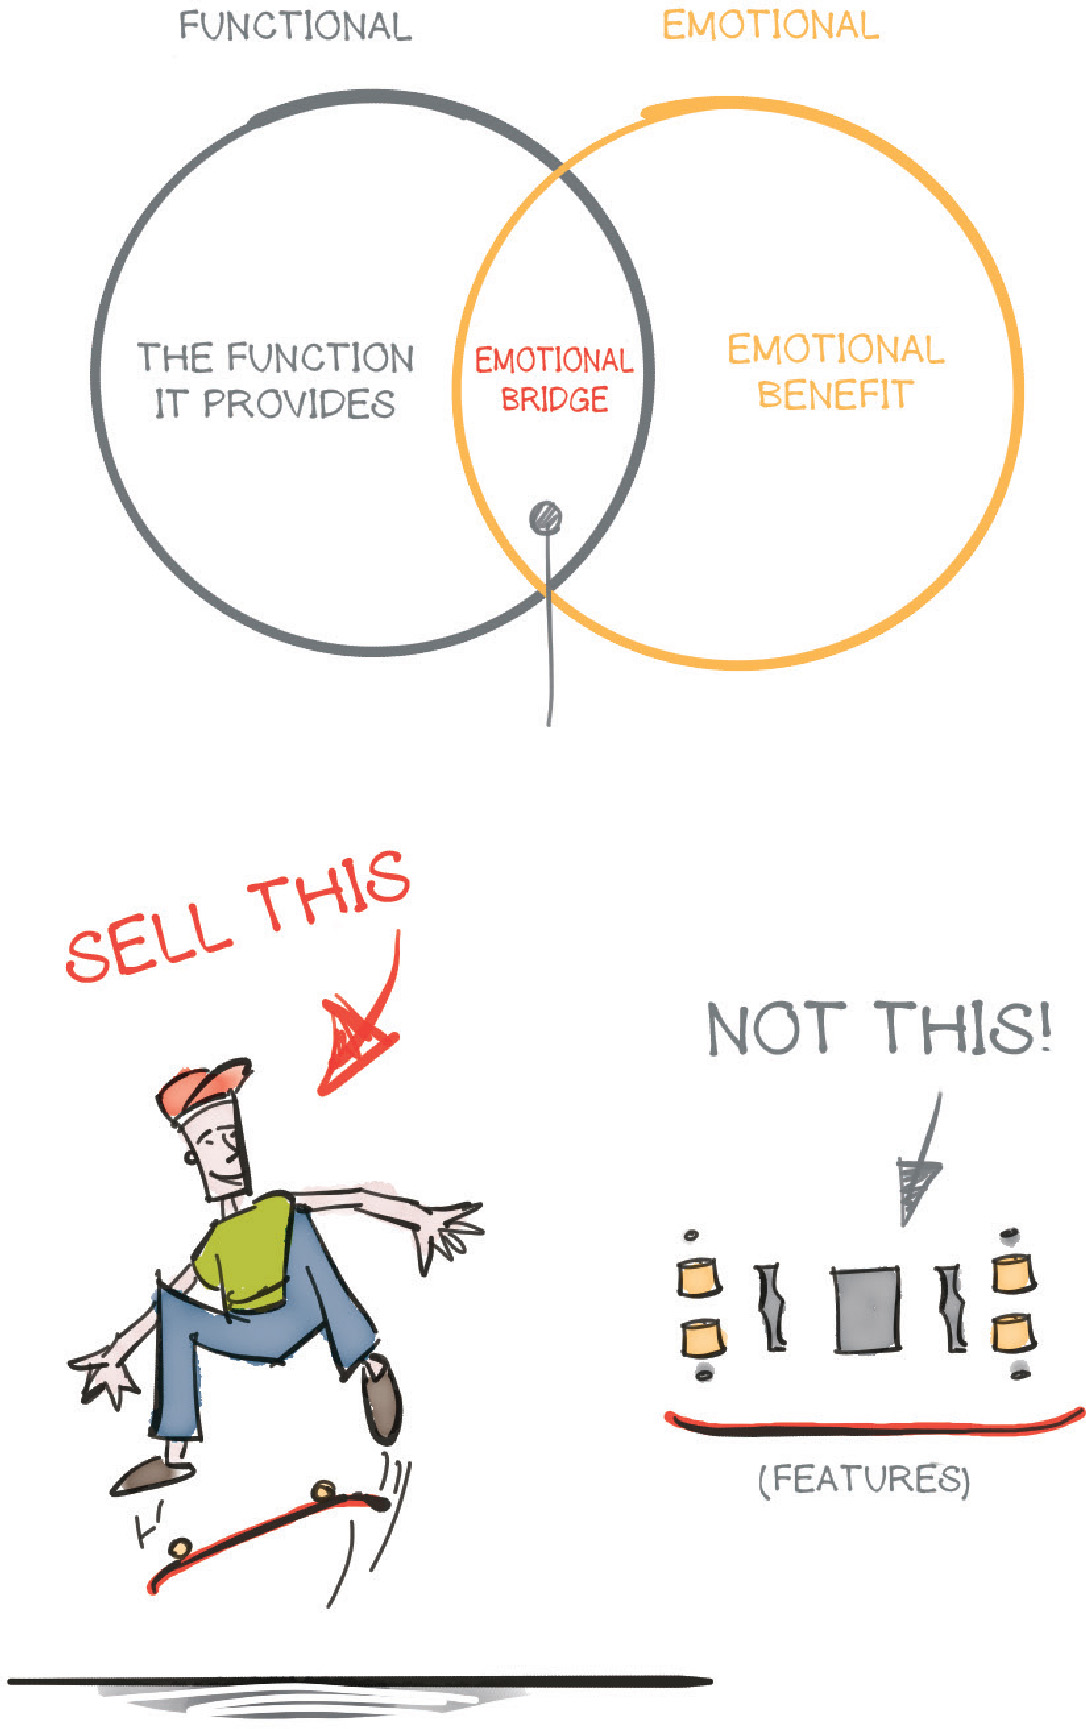 FUNCTIONAL
EMOTIONAL
THE FUNCTION
IT PROVIDES
EMOTIONAL
BRIDGE
EMOTIONAL
BENEFIT
SELL THIS
NOT THIS!
(FEATURES)